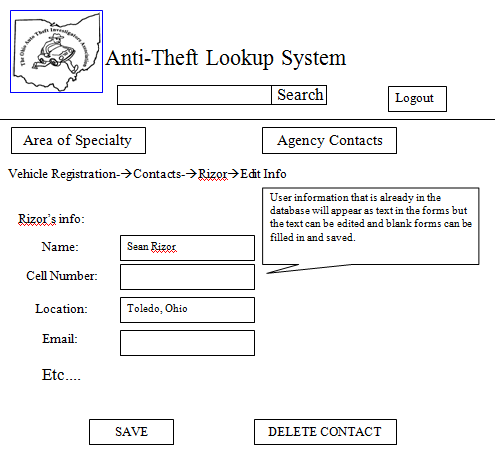 The Ohio Auto Theft Investigators Association
Anti-Theft Lookup System
Search
Logout
Area of Specialty
Agency Contacts
Vehicle Registration-→Contacts-→Rizor→Edit Info
User information that is already in the
database will appear as text in the forms but
the text can be edited and blank forms can be
filled in and saved.
Rizor's info:
Name:
Sean Rizor
Cell Number:
Location:
Toledo, Ohio
Email:
Etc....
SAVE
DELETE CONTACT